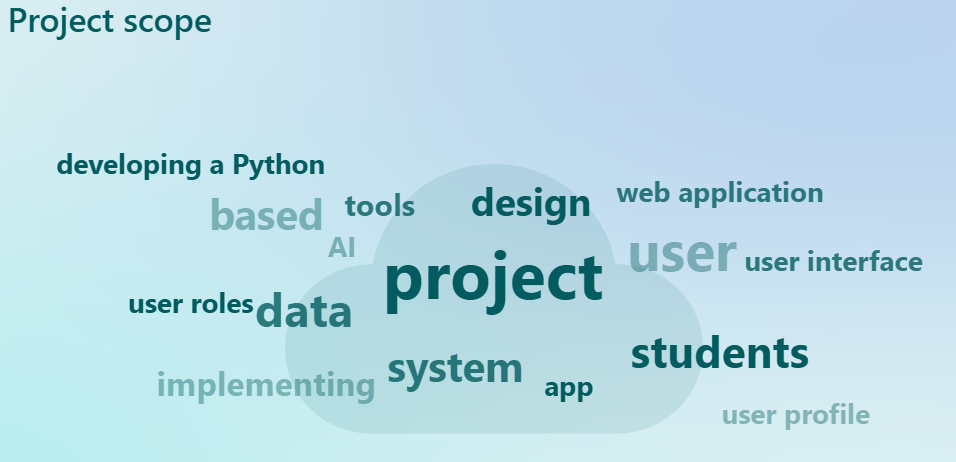 Project scope
developing a Python
based
tools
design
web application
AI
project
user
user interface
user roles
data
system
students
implementing
app
user profile